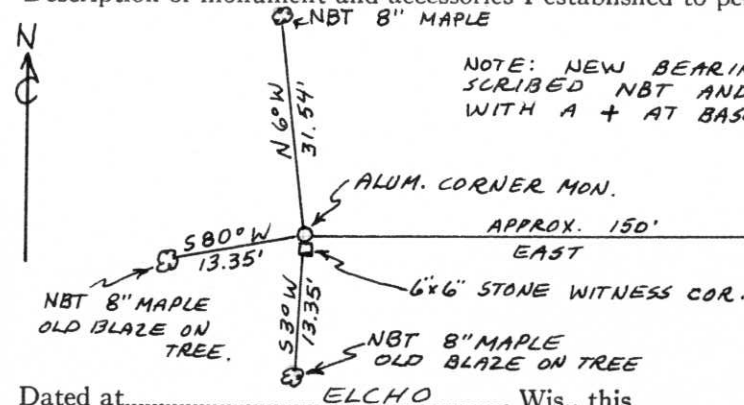 Description of monument and accessories I established to pe
NBT 8" MAPLE
N
NOTE: NEW BEARIN
SCRIBED NBT AND
WITH A + AT BAS
N 6° W
31.54'
ALUM. CORNER MON.
S 80° W
13.35'
APPROX. 150'
EAST
6"x6" STONE WITNESS COR.
NBT 8" MAPLE
OLD BLAZE ON
TREE.
S 3° W
13.35'
NBT 8" MAPLE
OLD BLAZE ON TREE
Dated at ELCHO Wis., this